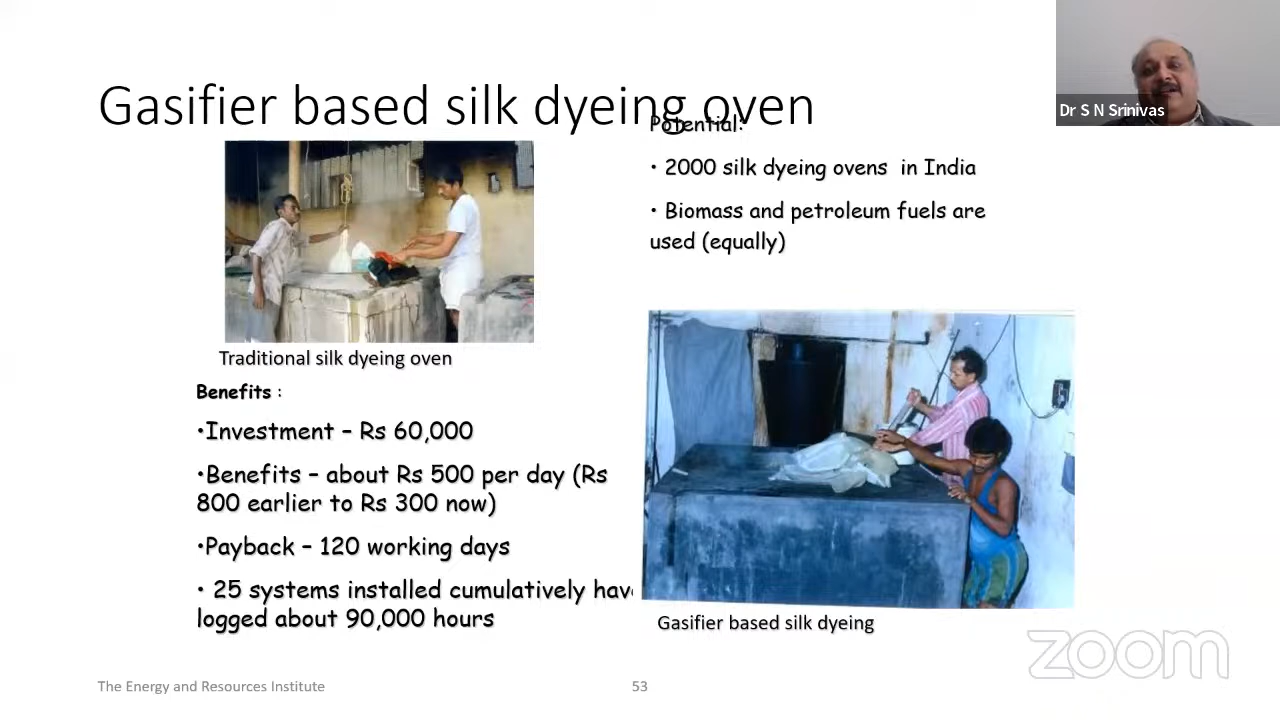 Gasifier based silk dyeing oven
Dr S N Srinivas
Potential:
• 2000 silk dyeing ovens in India
• Biomass and petroleum fuels are
used (equally)
Traditional silk dyeing oven
Benefits :
•Investment – Rs 60,000
•Benefits – about Rs 500 per day (Rs
800 earlier to Rs 300 now)
•Payback – 120 working days
• 25 systems installed cumulatively hav
logged about 90,000 hours
Gasifier based silk dyeing
zoom
The Energy and Resources Institute
53